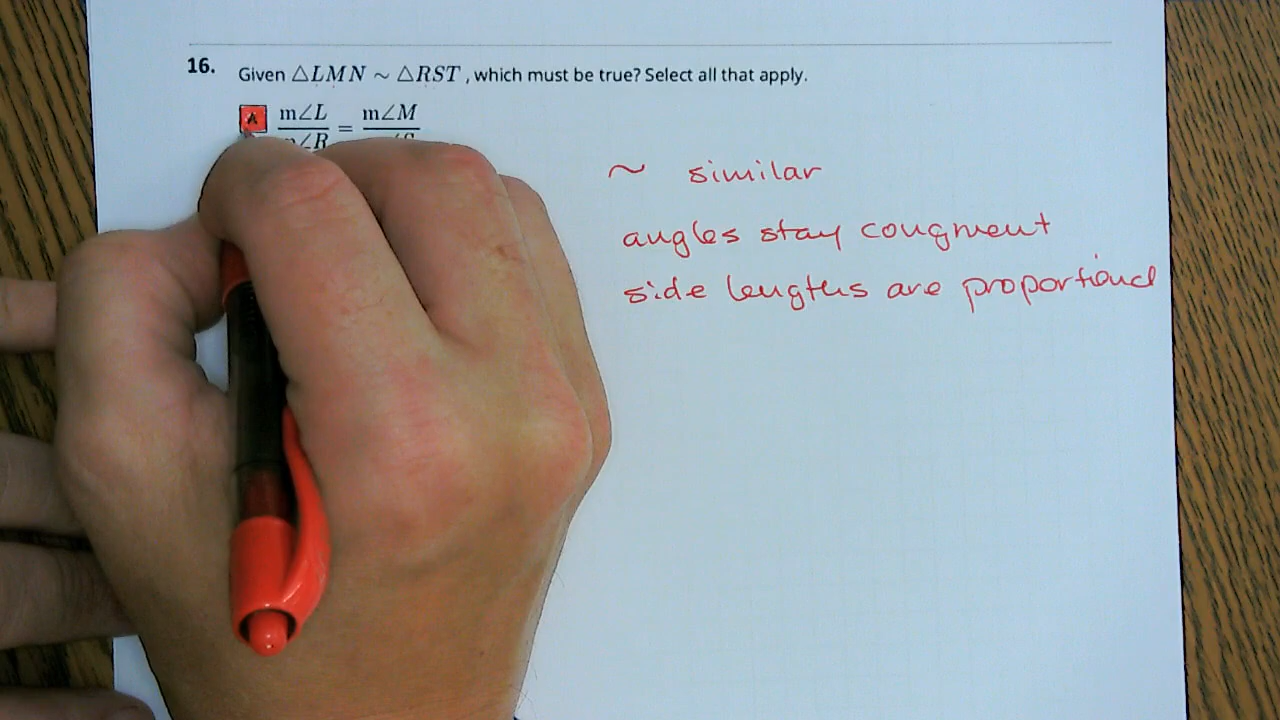 16. Given △LMN ~ △RST, which must be true? Select all that apply.
A m∠L = m∠M
∠R
~ similar
angles stay congruent
side lengths are proportional